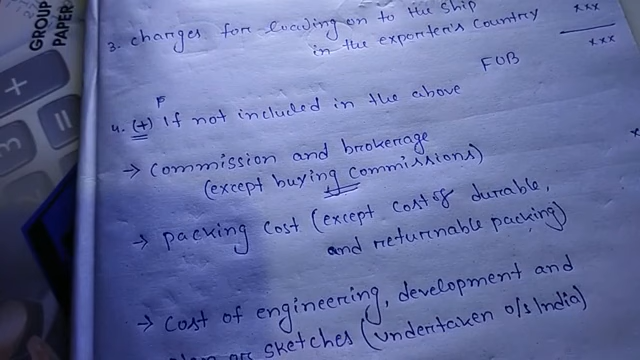 GROUP
PAPER-
3. charges for loading on to the ship xxx
in the exporter's country
FOB xxx
4. (+) If not included in the above
→ Commission and brokerage
(except buying commissions)
→ packing cost (except cost of durable,
and returnable packing)
→ Cost of engineering, development and
plan or sketches (undertaken o/s India)